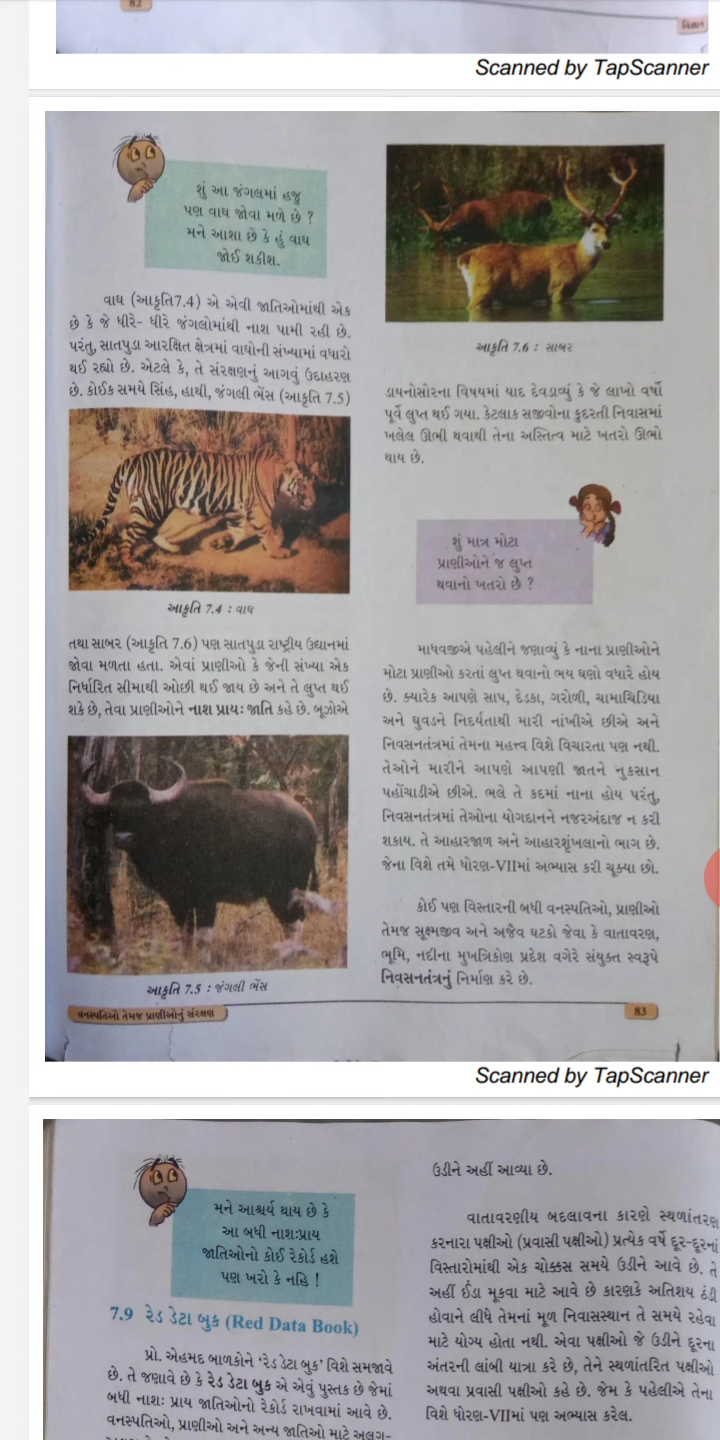 82
વિજ્ઞાન
Scanned by TapScanner
શું આ જંગલમાં હજુ
પણ વાઘ જોવા મળે છે ?
મને આશા છે કે હું વાઘ
જોઈ શકીશ.
વાઘ (આકૃતિ7.4) એ એવી જાતિઓમાંથી એક
છે કે જે ધીરે- ધીરે જંગલોમાંથી નાશ પામી રહી છે.
પરંતુ, સાતપુડા આરક્ષિત ક્ષેત્રમાં વાઘોની સંખ્યામાં વધારો
થઈ રહ્યો છે. એટલે કે, તે સંરક્ષણનું આગવું ઉદાહરણ
છે. કોઈક સમયે સિંહ, હાથી, જંગલી ભેંસ (આકૃતિ 7.5)
આકૃતિ 7.4 : વાઘ
તથા સાબર (આકૃતિ 7.6) પણ સાતપુડા રાષ્ટ્રીય ઉદ્યાનમાં
જોવા મળતા હતા. એવાં પ્રાણીઓ કે જેની સંખ્યા એક
નિર્ધારિત સીમાથી ઓછી થઈ જાય છે અને તે લુપ્ત થઈ
શકે છે, તેવા પ્રાણીઓને નાશ પ્રાયઃ જાતિ કહે છે. બૂઝોએ
આકૃતિ 7.5 : જંગલી ભેંસ
આકૃતિ 7.6 : સાબર
ડાયનોસોરના વિષયમાં યાદ દેવડાવ્યું કે જે લાખો વર્ષો
પૂર્વે લુપ્ત થઈ ગયા. કેટલાક સજીવોના કુદરતી નિવાસમાં
ખલેલ ઊભી થવાથી તેના અસ્તિત્વ માટે ખતરો ઊભો
થાય છે.
શું માત્ર મોટા
પ્રાણીઓને જ લુપ્ત
થવાનો ખતરો છે ?
માધવજીએ પહેલીને જણાવ્યું કે નાના પ્રાણીઓને
મોટા પ્રાણીઓ કરતાં લુપ્ત થવાનો ભય ઘણો વધારે હોય
છે. ક્યારેક આપણે સાપ, દેડકા, ગરોળી, ચામાચિડિયા
અને ઘુવડને નિર્દયતાથી મારી નાંખીએ છીએ અને
નિવસનતંત્રમાં તેમના મહત્ત્વ વિશે વિચારતા પણ નથી.
તેઓને મારીને આપણે આપણી જાતને નુકસાન
પહોંચાડીએ છીએ. ભલે તે કદમાં નાના હોય પરંતુ,
નિવસનતંત્રમાં તેઓના યોગદાનને નજરઅંદાજ ન કરી
શકાય. તે આહારજાળ અને આહારશૃંખલાનો ભાગ છે.
જેના વિશે તમે ધોરણ-VIIમાં અભ્યાસ કરી ચૂક્યા છો.
કોઈ પણ વિસ્તારની બધી વનસ્પતિઓ, પ્રાણીઓ
તેમજ સૂક્ષ્મજીવ અને અજૈવ ઘટકો જેવા કે વાતાવરણ,
ભૂમિ, નદીના મુખત્રિકોણ પ્રદેશ વગેરે સંયુક્ત સ્વરૂપે
નિવસનતંત્રનું નિર્માણ કરે છે.
વનસ્પતિઓ તેમજ પ્રાણીઓનું સંરક્ષણ
83
Scanned by TapScanner
મને આશ્ચર્ય થાય છે કે
આ બધી નાશઃપ્રાય
જાતિઓનો કોઈ રેકોર્ડ હશે
પણ ખરો કે નહિ !
7.9 રેડ ડેટા બુક (Red Data Book)
પ્રો. એહમદ બાળકોને ‘રેડ ડેટા બુક’ વિશે સમજાવે
છે. તે જણાવે છે કે રેડ ડેટા બુક એ એવું પુસ્તક છે જેમાં
બધી નાશઃ પ્રાય જાતિઓનો રેકોર્ડ રાખવામાં આવે છે.
વનસ્પતિઓ, પ્રાણીઓ અને અન્ય જાતિઓ માટે અલગ-
ઉડીને અહીં આવ્યા છે.
વાતાવરણીય બદલાવના કારણે સ્થળાંતરણ
કરનારા પક્ષીઓ (પ્રવાસી પક્ષીઓ) પ્રત્યેક વર્ષે દૂર-દૂરનાં
વિસ્તારોમાંથી એક ચોક્કસ સમયે ઉડીને આવે છે. તે
અહીં ઈંડા મૂકવા માટે આવે છે કારણકે અતિશય ઠંડી
હોવાને લીધે તેમનાં મૂળ નિવાસસ્થાન તે સમયે રહેવા
માટે યોગ્ય હોતા નથી. એવા પક્ષીઓ જે ઉડીને દૂરના
અંતરની લાંબી યાત્રા કરે છે, તેને સ્થળાંતરિત પક્ષીઓ
અથવા પ્રવાસી પક્ષીઓ કહે છે. જેમ કે પહેલીએ તેના
વિશે ધોરણ-VIIમાં પણ અભ્યાસ કરેલ.